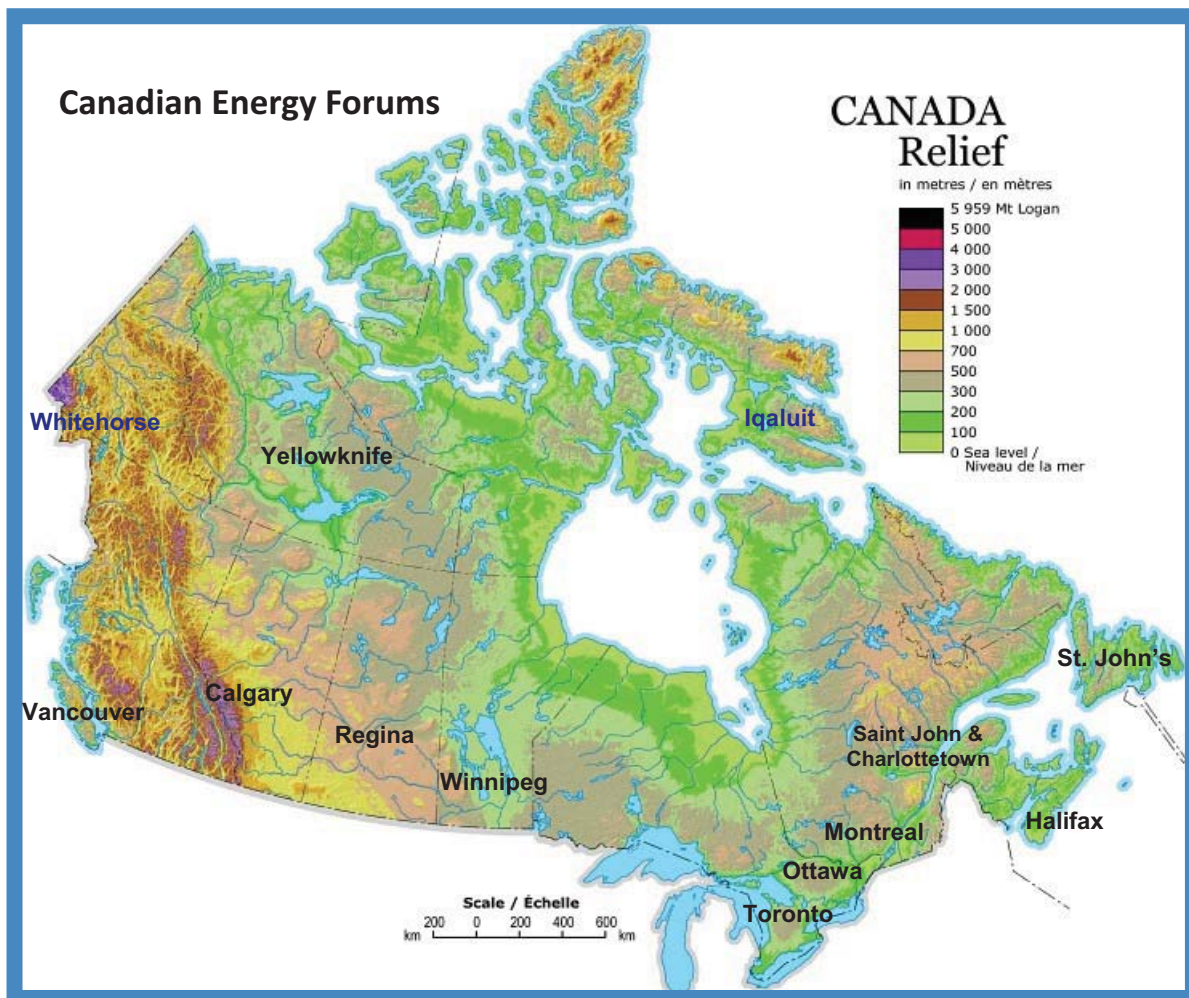 Canadian Energy Forums
CANADA
Relief
in metres / en mètres
5 959 Mt Logan
5 000
4 000
3 000
2 000
1 500
1 000
700
500
300
200
100
0 Sea level /
Niveau de la mer
Whitehorse
Iqaluit
Yellowknife
St. John's
Calgary
Vancouver
Regina
Saint John &
Charlottetown
Winnipeg
Halifax
Montreal
Ottawa
Toronto
Scale / Échelle
200 0 200 400 600
km km